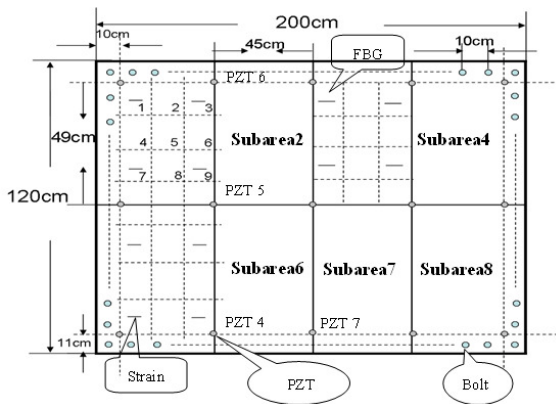 200cm
10cm
45cm
FBG
10cm
PZT 6
1 2 3
49cm
4 5 6
Subarea2
Subarea4
7 8 9
PZT 5
120cm
Subarea6
Subarea7
Subarea8
PZT 4
PZT 7
11cm
Strain
PZT
Bolt